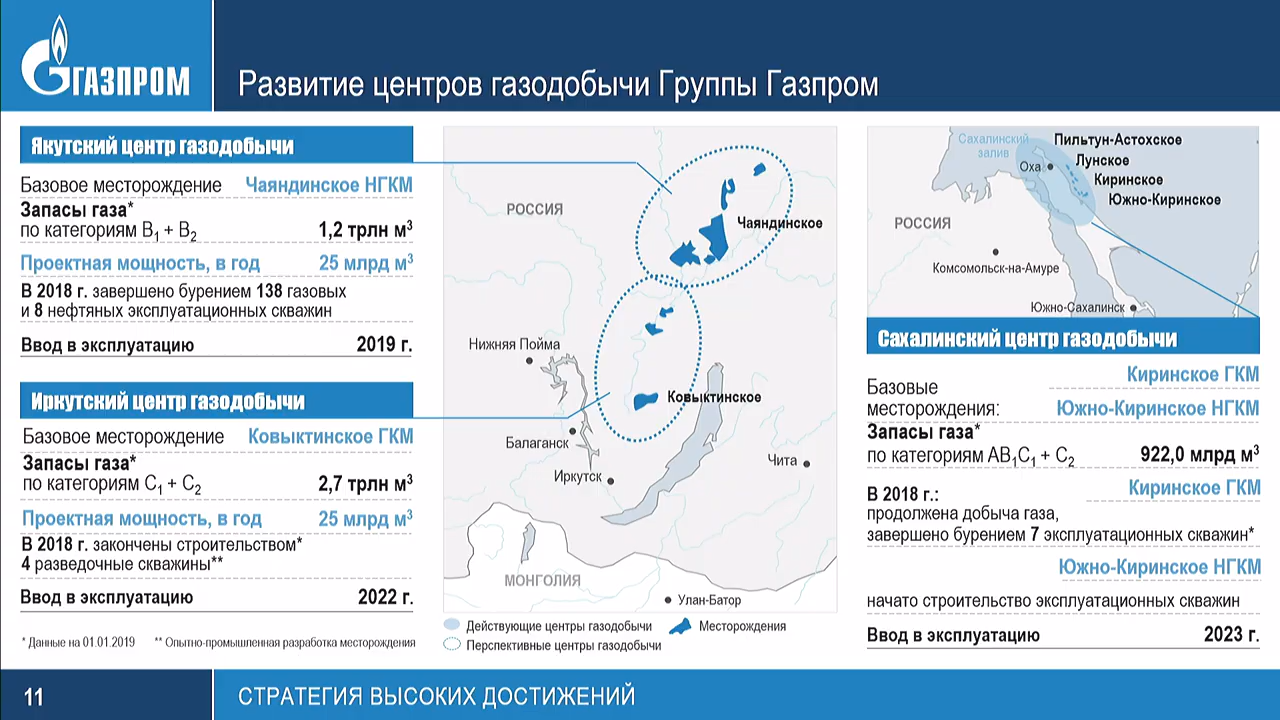 ГАЗПРОМ
Развитие центров газодобычи Группы Газпром
Якутский центр газодобычи
Базовое месторождение Чаяндинское НГКМ
Запасы газа*
по категориям B₁ + B₂ 1,2 трлн м³
Проектная мощность, в год 25 млрд м³
В 2018 г. завершено бурением 138 газовых
и 8 нефтяных эксплуатационных скважин
Ввод в эксплуатацию 2019 г.
Иркутский центр газодобычи
Базовое месторождение Ковыктинское ГКМ
Запасы газа*
по категориям C₁ + C₂ 2,7 трлн м³
Проектная мощность, в год 25 млрд м³
В 2018 г. закончены строительством*
4 разведочные скважины**
Ввод в эксплуатацию 2022 г.
* Данные на 01.01.2019 ** Опытно-промышленная разработка месторождения
РОССИЯ
Чаяндинское
Нижняя Пойма
Ковыктинское
Балаганск
Иркутск
Чита
МОНГОЛИЯ
Улан-Батор
Действующие центры газодобычи
Месторождения
Перспективные центры газодобычи
Сахалинский
залив
Пильтун-Астохское
Оха
Лунское
Киринское
Южно-Киринское
РОССИЯ
Комсомольск-на-Амуре
Южно-Сахалинск
Сахалинский центр газодобычи
Киринское ГКМ
Базовые
месторождения: Южно-Киринское НГКМ
Запасы газа*
по категориям AB₁C₁ + C₂ 922,0 млрд м³
Киринское ГКМ
В 2018 г.:
продолжена добыча газа,
завершено бурением 7 эксплуатационных скважин*
Южно-Киринское НГКМ
начато строительство эксплуатационных скважин
Ввод в эксплуатацию 2023 г.
11
СТРАТЕГИЯ ВЫСОКИХ ДОСТИЖЕНИЙ